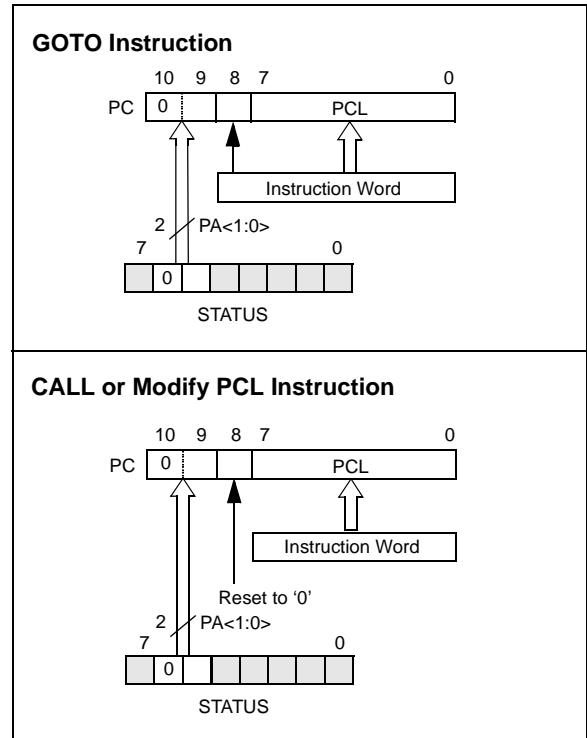 GOTO Instruction
10 9 8 7 0
PC 0 PCL
Instruction Word
2 PA<1:0>
7 0
0
STATUS
CALL or Modify PCL Instruction
10 9 8 7 0
PC 0 PCL
Instruction Word
Reset to ‘0’
2 PA<1:0>
7 0
0
STATUS